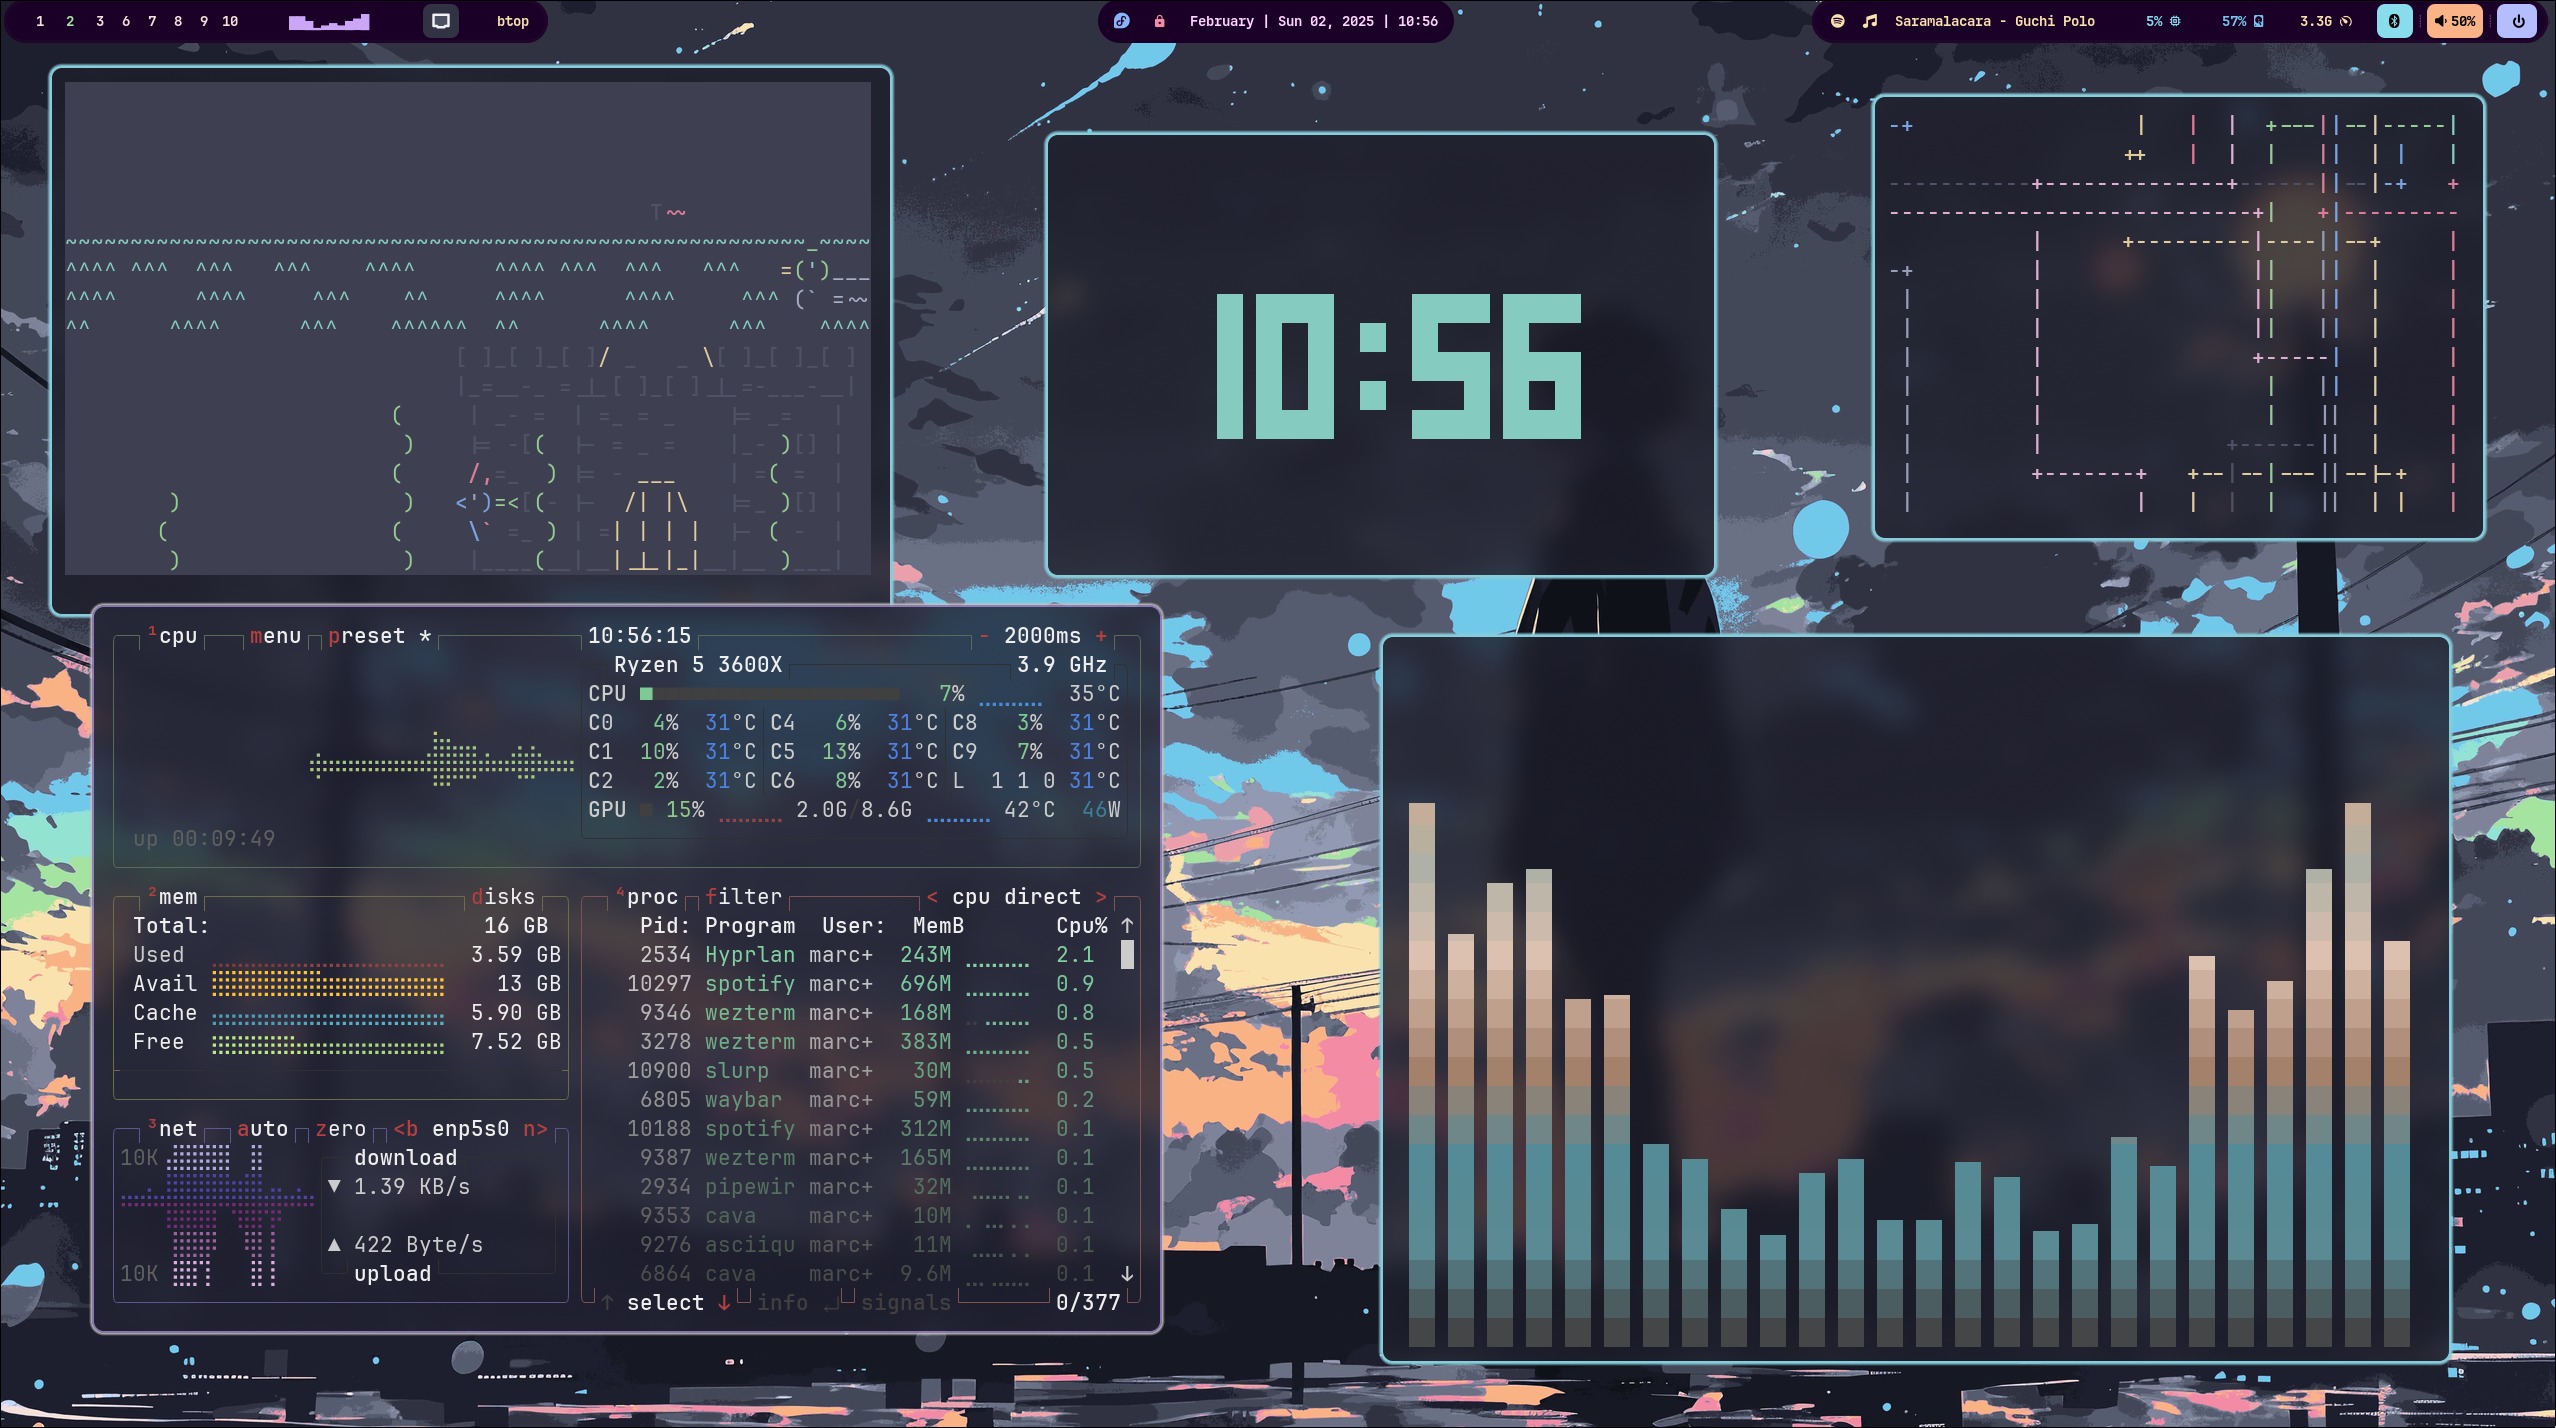 1 2 3 4 5 6 7 8 9 10
btop
February | Sun 02, 2025 | 10:56
Saramalacara - Guchi Polo
5%
57%
3.3G
50%
10:56
¹cpu menu preset * 10:56:15 - 2000ms +
Ryzen 5 3600X 3.9 GHz
CPU 7% 35°C
C0 4% 31°C C4 6% 31°C C8 3% 31°C
C1 10% 31°C C5 13% 31°C C9 7% 31°C
C2 2% 31°C C6 8% 31°C L 1 1 0 31°C
GPU 15% 2.0G/8.6G 42°C 46W
up 00:09:49
²mem disks
Total: 16 GB
Used 3.59 GB
Avail 13 GB
Cache 5.90 GB
Free 7.52 GB
³net auto zero <b enp5s0 n>
10K download
▼ 1.39 KB/s
▲ 422 Byte/s
10K upload
⁴proc filter < cpu direct >
Pid: Program User: MemB Cpu% ↑
2534 Hyprlan marc+ 243M 2.1
10297 spotify marc+ 696M 0.9
9346 wezterm marc+ 168M 0.8
3278 wezterm marc+ 383M 0.5
10900 slurp marc+ 30M 0.5
6805 waybar marc+ 59M 0.2
10188 spotify marc+ 312M 0.1
9387 wezterm marc+ 165M 0.1
2934 pipewir marc+ 32M 0.1
9353 cava marc+ 10M 0.1
9276 asciiqu marc+ 11M 0.1
6864 cava marc+ 9.6M 0.1 ↓
↑ select ↓ info ↵ signals 0/377